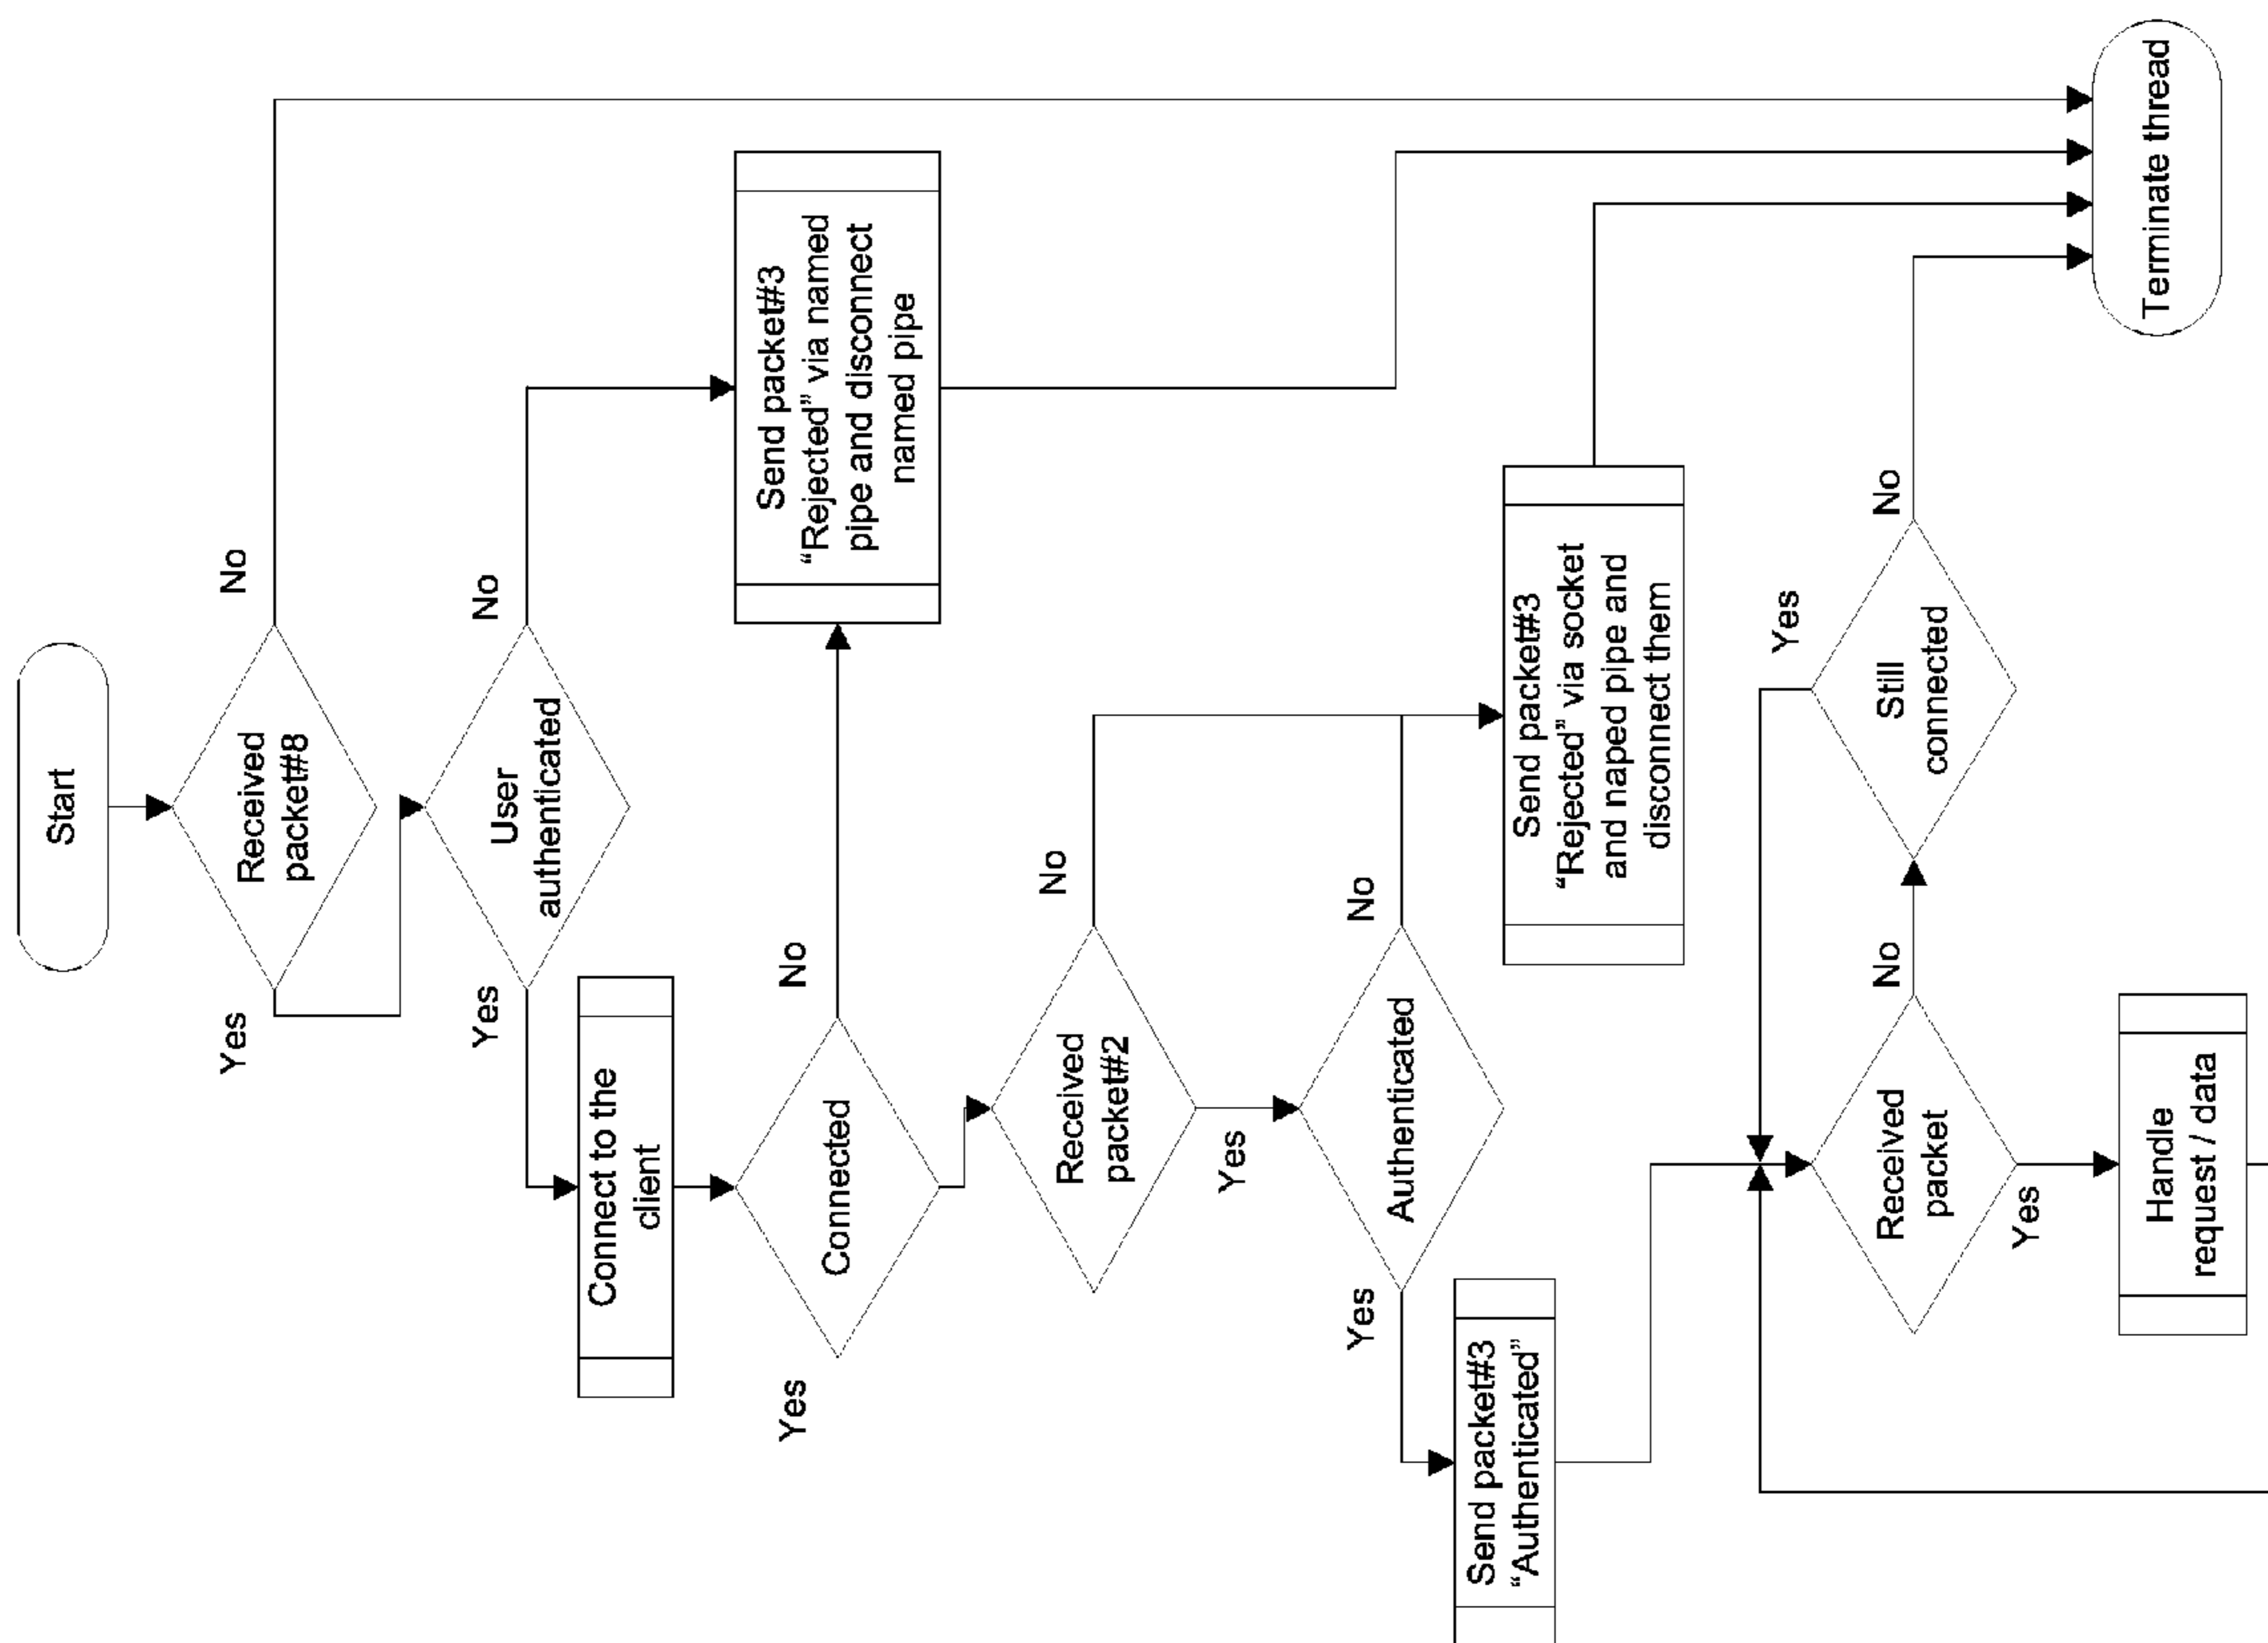 Start
Received
packet#8
No
Yes
User
authenticated
No
Yes
Connect to the
client
Send packet#3
“Rejected” via named
pipe and disconnect
named pipe
Connected
No
Yes
Received
packet#2
No
Yes
Authenticated
No
Yes
Send packet#3
“Authenticated”
Send packet#3
“Rejected” via socket
and naped pipe and
disconnect them
Received
packet
No
Yes
Still
connected
Yes
No
Handle
request / data
Terminate thread